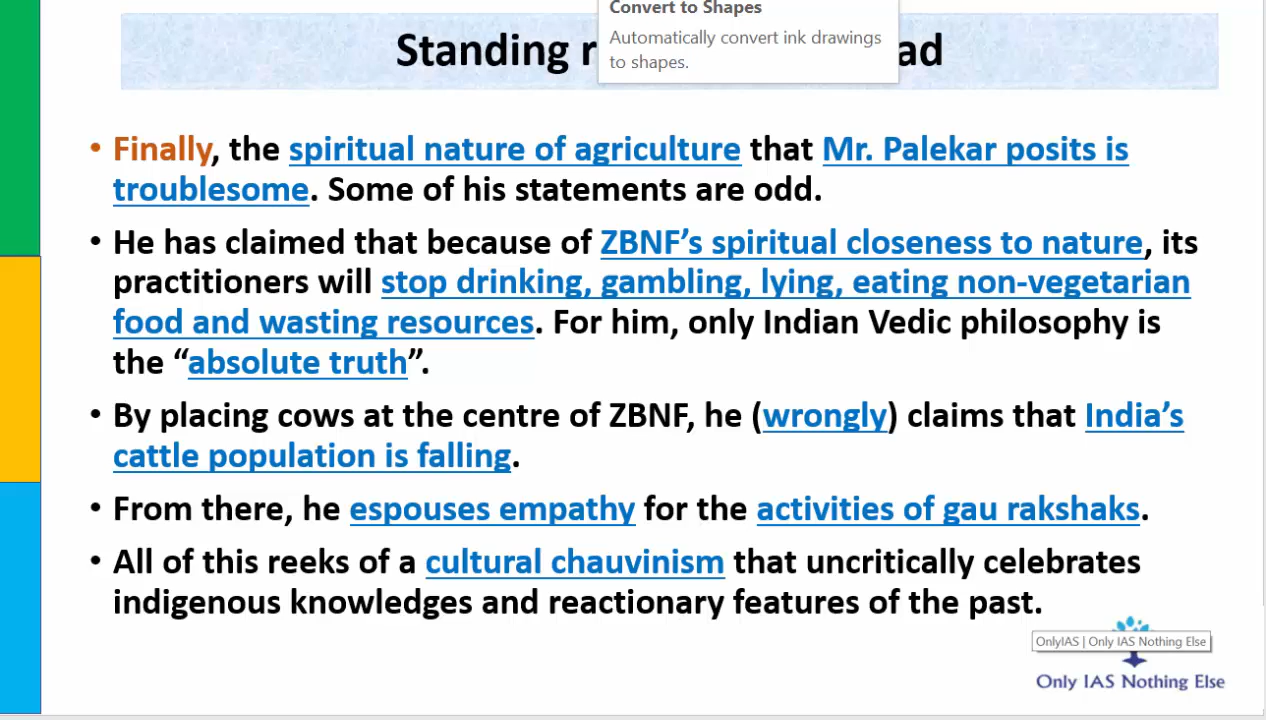 Convert to Shapes
Automatically convert ink drawings
to shapes.
Standing ad
• Finally, the spiritual nature of agriculture that Mr. Palekar posits is
troublesome. Some of his statements are odd.
• He has claimed that because of ZBNF’s spiritual closeness to nature, its
practitioners will stop drinking, gambling, lying, eating non-vegetarian
food and wasting resources. For him, only Indian Vedic philosophy is
the “absolute truth”.
• By placing cows at the centre of ZBNF, he (wrongly) claims that India’s
cattle population is falling.
• From there, he espouses empathy for the activities of gau rakshaks.
• All of this reeks of a cultural chauvinism that uncritically celebrates
indigenous knowledges and reactionary features of the past.
OnlyIAS | Only IAS Nothing Else
Only IAS Nothing Else